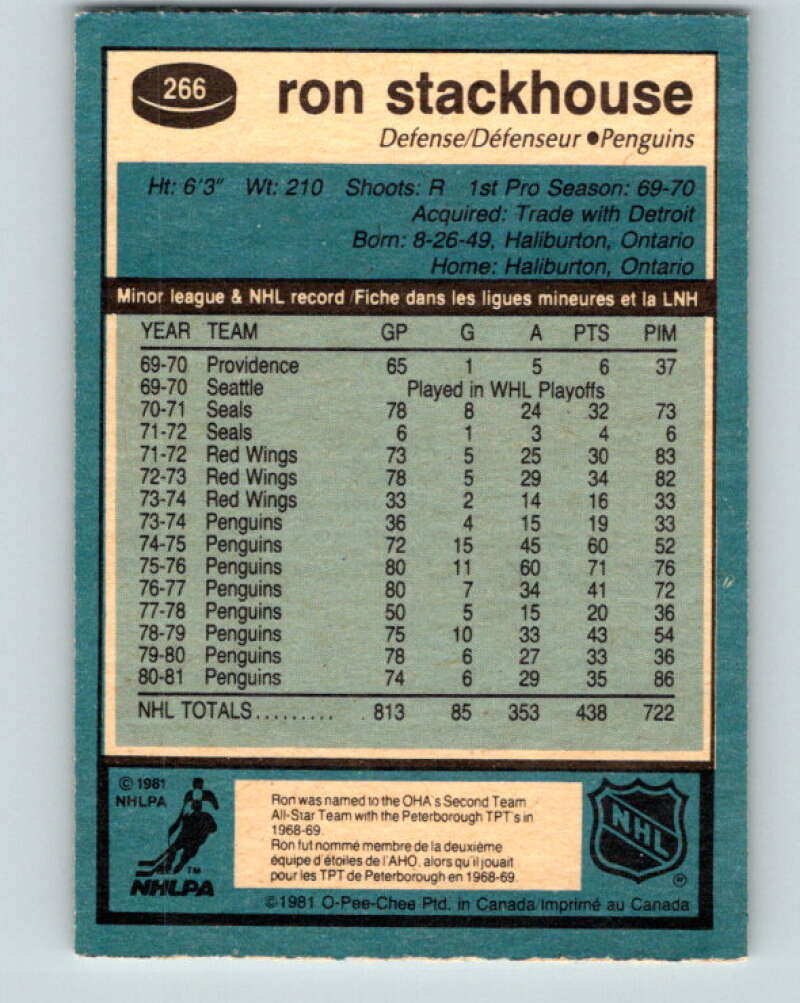 266
ron stackhouse
Defense/Défenseur ●Penguins
Ht: 6'3" Wt: 210 Shoots: R 1st Pro Season: 69-70
Acquired: Trade with Detroit
Born: 8-26-49, Haliburton, Ontario
Home: Haliburton, Ontario
Minor league & NHL record/Fiche dans les ligues mineures et la LNH
YEAR TEAM GP G A PTS PIM
69-70 Providence 65 1 5 6 37
69-70 Seattle Played in WHL Playoffs
70-71 Seals 78 8 24 32 73
71-72 Seals 6 1 3 4 6
71-72 Red Wings 73 5 25 30 83
72-73 Red Wings 78 5 29 34 82
73-74 Red Wings 33 2 14 16 33
73-74 Penguins 36 4 15 19 33
74-75 Penguins 72 15 45 60 52
75-76 Penguins 80 11 60 71 76
76-77 Penguins 80 7 34 41 72
77-78 Penguins 50 5 15 20 36
78-79 Penguins 75 10 33 43 54
79-80 Penguins 78 6 27 33 36
80-81 Penguins 74 6 29 35 86
NHL TOTALS......... 813 85 353 438 722
© 1981
NHLPA
TM
NHLPA
Ron was named to the OHA's Second Team
All-Star Team with the Peterborough TPT's in
1968-69.
Ron fut nommé membre de la deuxième
équipe d'étoiles de l'AHO, alors qu'il jouait
pour les TPT de Peterborough en 1968-69.
NHL
©1981 O-Pee-Chee Ptd. in Canada/Imprimé au Canada